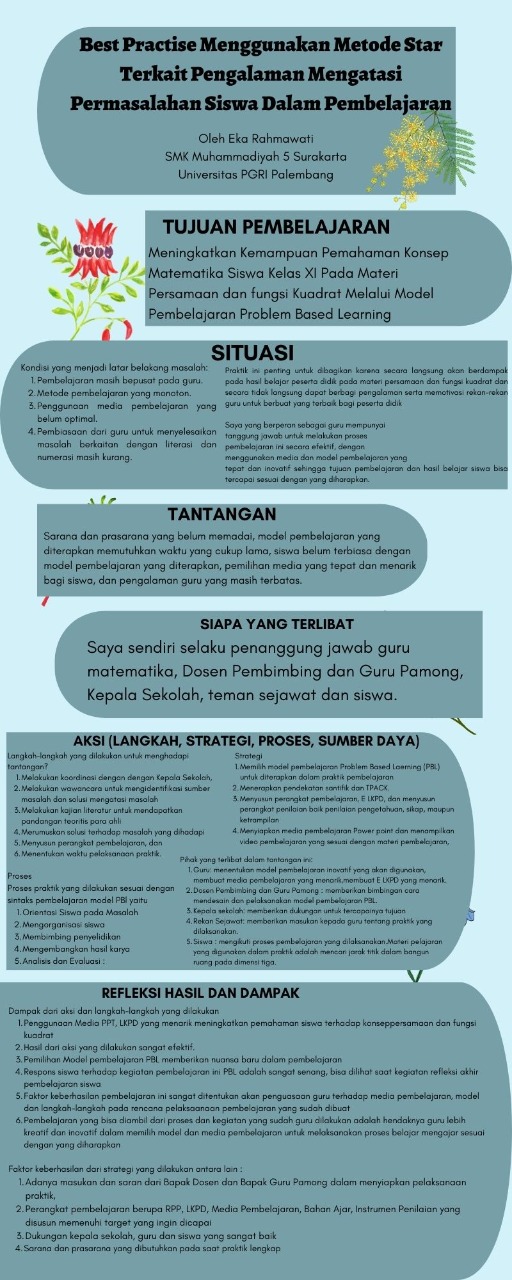 Best Practise Menggunakan Metode Star
Terkait Pengalaman Mengatasi
Permasalahan Siswa Dalam Pembelajaran
Oleh Eka Rahmawati
SMK Muhammadiyah 5 Surakarta
Universitas PGRI Palembang
TUJUAN PEMBELAJARAN
Meningkatkan Kemampuan Pemahaman Konsep
Matematika Siswa Kelas XI Pada Materi
Persamaan dan fungsi Kuadrat Melalui Model
Pembelajaran Problem Based Learning
SITUASI
Kondisi yang menjadi latar belakang masalah:
1. Pembelajaran masih bepusat pada guru.
2. Metode pembelajaran yang monoton.
3. Penggunaan media pembelajaran yang
belum optimal.
4. Pembiasaan dari guru untuk menyelesaikan
masalah berkaitan dengan literasi dan
numerasi masih kurang.
Praktik ini penting untuk dibagikan karena secara langsung akan berdampak
pada hasil belajar peserta didik pada materi persamaan dan fungsi kuadrat dan
secara tidak langsung dapat berbagi pengalaman serta memotivasi rekan-rekan
guru untuk berbuat yang terbaik bagi peserta didik
Saya yang berperan sebagai guru mempunyai
tanggung jawab untuk melakukan proses
pembelajaran ini secara efektif, dengan
menggunakan media dan model pembelajaran yang
tepat dan inovatif sehingga tujuan pembelajaran dan hasil belajar siswa bisa
tercapai sesuai dengan yang diharapkan.
TANTANGAN
Sarana dan prasarana yang belum memadai, model pembelajaran yang
diterapkan memutuhkan waktu yang cukup lama, siswa belum terbiasa dengan
model pembelajaran yang diterapkan, pemilihan media yang tepat dan menarik
bagi siswa, dan pengalaman guru yang masih terbatas.
SIAPA YANG TERLIBAT
Saya sendiri selaku penanggung jawab guru
matematika, Dosen Pembimbing dan Guru Pamong,
Kepala Sekolah, teman sejawat dan siswa.
AKSI (LANGKAH, STRATEGI, PROSES, SUMBER DAYA)
Langkah-langkah yang dilakukan untuk menghadapi
tantangan?
1. Melakukan koordinasi dengan dengan Kepala Sekolah,
2. Melakukan wawancara untuk mengidentifikasi sumber
masalah dan solusi mengatasi masalah
3. Melakukan kajian literatur untuk mendapatkan
pandangan teoritis para ahli
4. Merumuskan solusi terhadap masalah yang dihadapi
5. Menyusun perangkat pembelajaran, dan
6. Menentukan waktu pelaksanaan praktik.
Proses
Proses praktik yang dilakukan sesuai dengan
sintaks pembelajaran model PBl yaitu
1. Orientasi Siswa pada Masalah
2. Mengorganisasi siswa
3. Membimbing penyelidikan
4. Mengembangkan hasil karya
5. Analisis dan Evaluasi :
Strategi
1. Memilih model pembelajaran Problem Based Laerning (PBL)
untuk diterapkan dalam praktik pembelajaran
2. Menerapkan pendekatan santifik dan TPACK.
3. Menyusun perangkat pembelajaran, E LKPD, dan menyusun
perangkat penilaian baik penilaian pengetahuan, sikap, maupun
ketrampilan
4. Menyiapkan media pembelajaran Power point dan menampilkan
video pembelajaran yang sesuai dengan materi pembelajaran,
Pihak yang terlibat dalam tantangan ini:
1. Guru: menentukan model pembelajaran inovatif yang akan digunakan,
membuat media pembelajaran yang menarik,membuat E LKPD yang menarik.
2. Dosen Pembimbing dan Guru Pamong : memberikan bimbingan cara
mendesain dan pelaksanakan model pembelajaran PBL.
3. Kepala sekolah: memberikan dukungan untuk tercapainya tujuan
4. Rekan Sejawat: memberikan masukan kepada guru tentang praktik yang
dilaksanakan.
5. Siswa : mengikuti proses pembelajaran yang dilaksanakan.Materi pelajaran
yang digunakan dalam praktik adalah mencari jarak titik dalam bangun
ruang pada dimensi tiga.
REFLEKSI HASIL DAN DAMPAK
Dampak dari aksi dan langkah-langkah yang dilakukan
1. Penggunaan Media PPT, LKPD yang menarik meningkatkan pemahaman siswa terhadap konseppersamaan dan fungsi
kuadrat
2. Hasil dari aksi yang dilakukan sangat efektif.
3. Pemilihan Model pembelajaran PBL memberikan nuansa baru dalam pembelajaran
4. Respons siswa terhadap kegiatan pembelajaran ini PBL adalah sangat senang, bisa dilihat saat kegiatan refleksi akhir
pembelajaran siswa
5. Faktor keberhasilan pembelajaran ini sangat ditentukan akan penguasaan guru terhadap media pembelajaran, model
dan langkah-langkah pada rencana pelaksaanaan pembelajaran yang sudah dibuat
6. Pembelajaran yang bisa diambil dari proses dan kegiatan yang sudah guru dilakukan adalah hendaknya guru lebih
kreatif dan inovatif dalam memilih model dan media pembelajaran untuk melaksanakan proses belajar mengajar sesuai
dengan yang diharapkan
Faktor keberhasilan dari strategi yang dilakukan antara lain :
1. Adanya masukan dan saran dari Bapak Dosen dan Bapak Guru Pamong dalam menyiapkan pelaksanaan
praktik,
2. Perangkat pembelajaran berupa RPP, LKPD, Media Pembelajaran, Bahan Ajar, Instrumen Penilaian yang
disusun memenuhi target yang ingin dicapai
3. Dukungan kepala sekolah, guru dan siswa yang sangat baik
4. Sarana dan prasarana yang dibutuhkan pada saat praktik lengkap